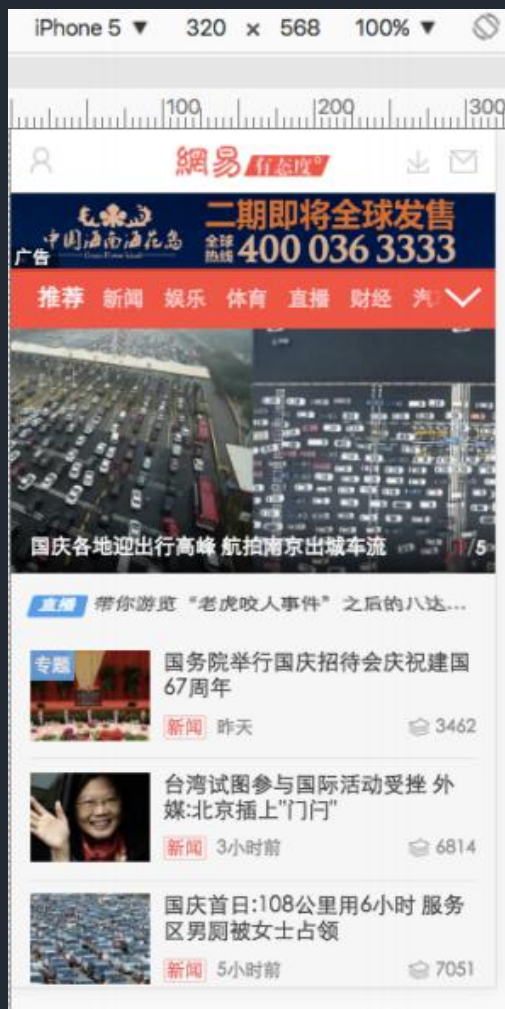 iPhone 5 ▼ 320 × 568 100% ▼
100 200 300
網易 有态度°
中国海南海花岛
二期即将全球发售
全球热线 400 036 3333
广告
推荐 新闻 娱乐 体育 直播 财经
国庆各地迎出行高峰 航拍南京出城车流 1/5
直播 带你游览“老虎咬人事件”之后的八达...
专题
国务院举行国庆招待会庆祝建国
67周年
新闻 昨天 3462
台湾试图参与国际活动受挫 外
媒:北京插上"门闩"
新闻 3小时前 6814
国庆首日:108公里用6小时 服务
区男厕被女士占领
新闻 5小时前 7051